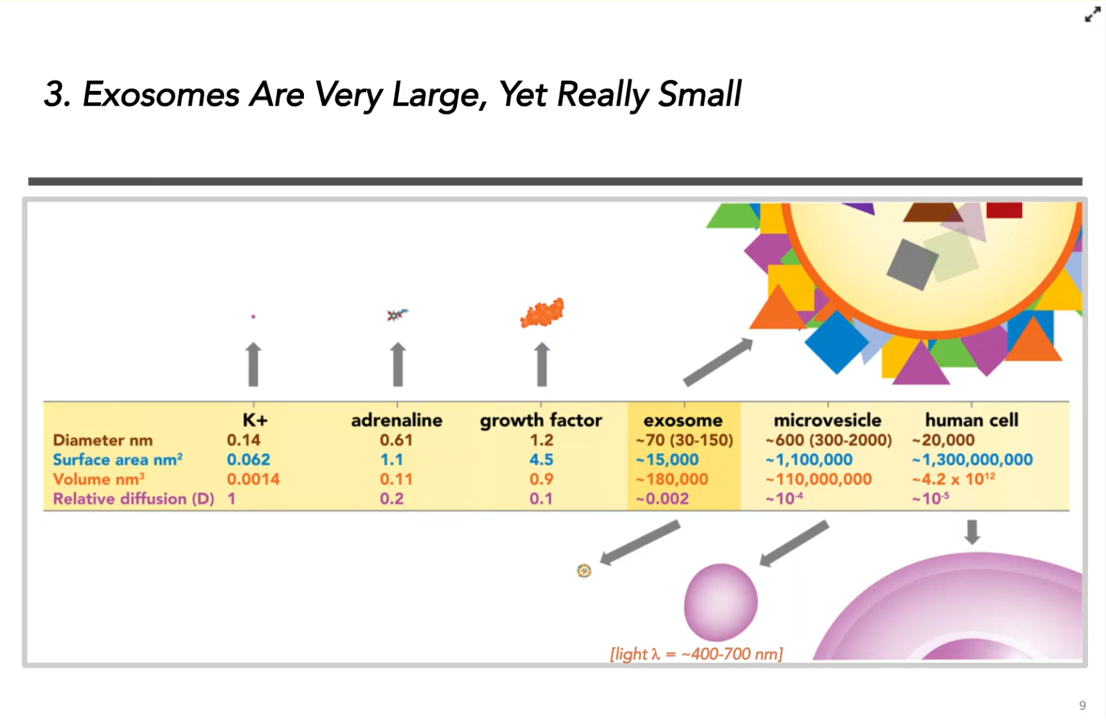 3. Exosomes Are Very Large, Yet Really Small
K+ adrenaline growth factor exosome microvesicle human cell
Diameter nm 0.14 0.61 1.2 ~70 (30-150) ~600 (300-2000) ~20,000
Surface area nm² 0.062 1.1 4.5 ~15,000 ~1,100,000 ~1,300,000,000
Volume nm³ 0.0014 0.11 0.9 ~180,000 ~110,000,000 ~4.2 x 10¹²
Relative diffusion (D) 1 0.2 0.1 ~0.002 ~10⁻⁴ ~10⁻⁵
[light λ = ~400-700 nm]
9